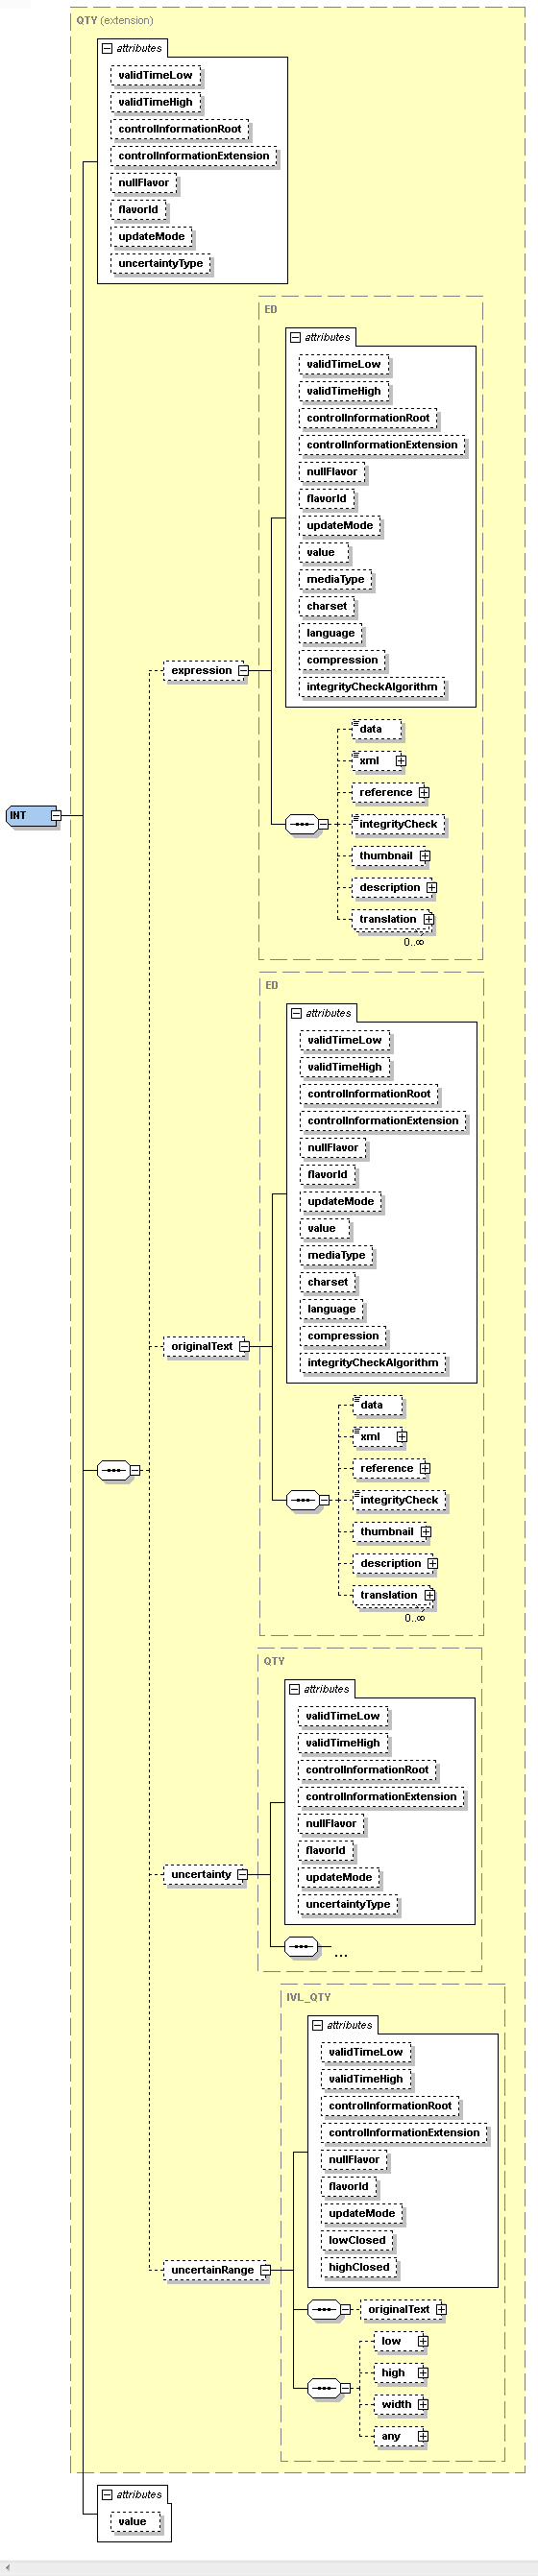 QTY (extension)
attributes
validTimeLow
validTimeHigh
controlInformationRoot
controlInformationExtension
nullFlavor
flavorId
updateMode
uncertaintyType
ED
attributes
validTimeLow
validTimeHigh
controlInformationRoot
controlInformationExtension
nullFlavor
flavorId
updateMode
value
mediaType
charset
language
compression
integrityCheckAlgorithm
expression
data
xml
reference
integrityCheck
thumbnail
description
translation
0..∞
INT
ED
attributes
validTimeLow
validTimeHigh
controlInformationRoot
controlInformationExtension
nullFlavor
flavorId
updateMode
value
mediaType
charset
language
compression
integrityCheckAlgorithm
originalText
data
xml
reference
integrityCheck
thumbnail
description
translation
0..∞
QTY
attributes
validTimeLow
validTimeHigh
controlInformationRoot
controlInformationExtension
nullFlavor
flavorId
updateMode
uncertaintyType
uncertainty
...
IVL_QTY
attributes
validTimeLow
validTimeHigh
controlInformationRoot
controlInformationExtension
nullFlavor
flavorId
updateMode
lowClosed
highClosed
uncertainRange
originalText
low
high
width
any
attributes
value